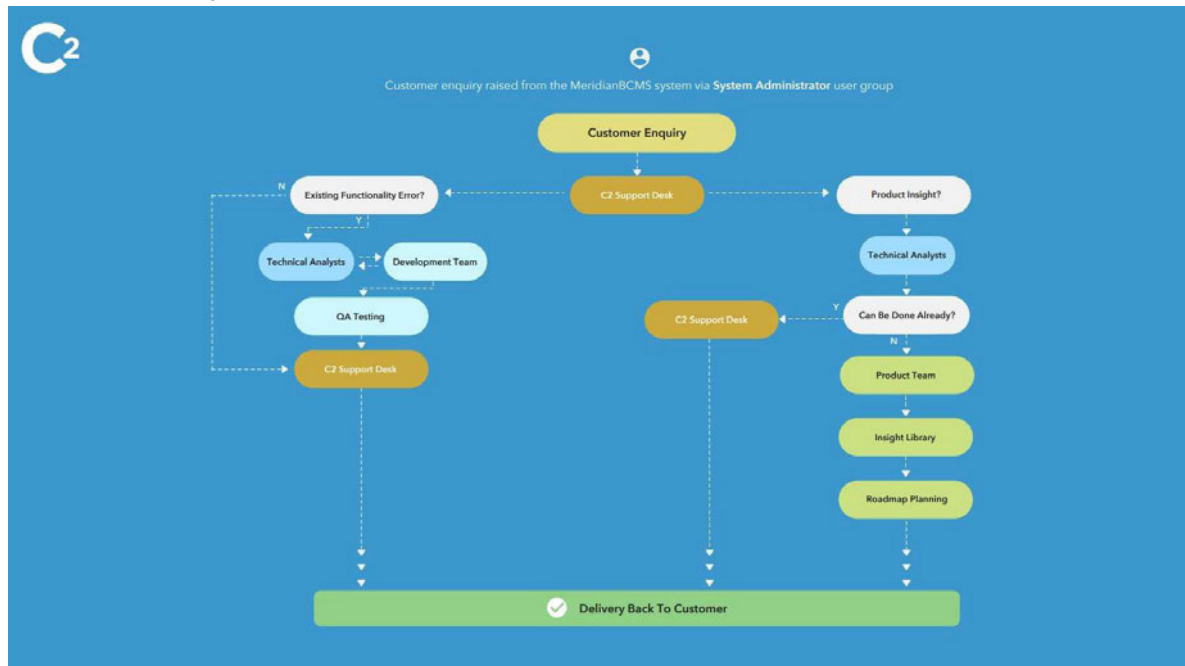 C2
Customer enquiry raised from the MeridianBCMS system via System Administrator user group
Customer Enquiry
N
Existing Functionality Error?
C2 Support Desk
Product Insight?
Y
Technical Analysts
Development Team
Technical Analysts
QA Testing
C2 Support Desk
Y
Can Be Done Already?
N
C2 Support Desk
Product Team
Insight Library
Roadmap Planning
Delivery Back To Customer